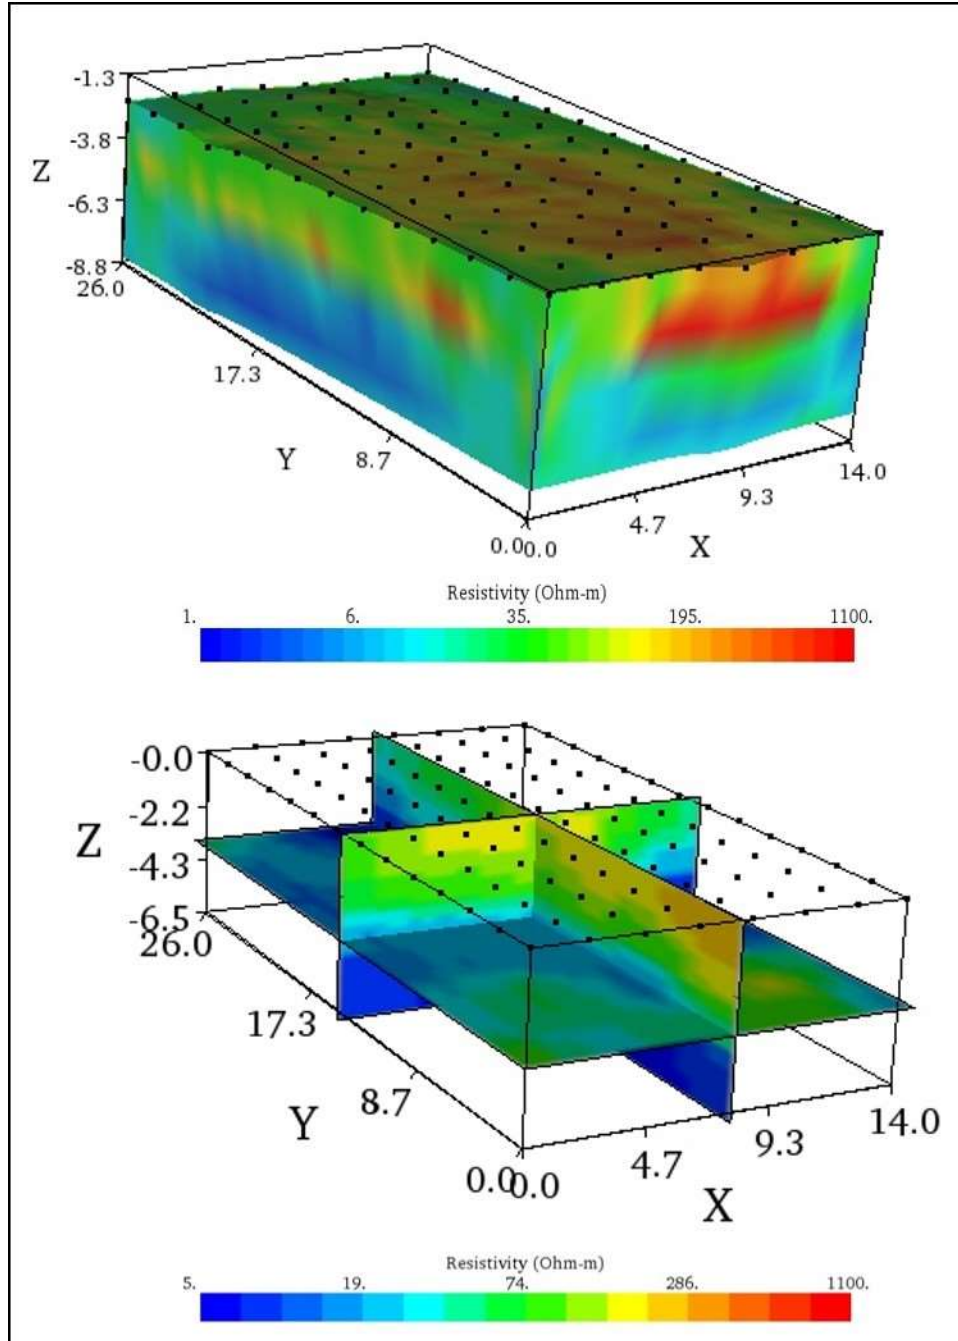 -1.3
-3.8
Z
-6.3
-8.8
26.0
17.3
Y
8.7
14.0
9.3
4.7
X
0.0 0.0
Resistivity (Ohm-m)
1. 6. 35. 195. 1100.
-0.0
-2.2
Z
-4.3
-6.5
26.0
17.3
Y
8.7
14.0
9.3
4.7
0.0 0.0
X
Resistivity (Ohm-m)
5. 19. 74. 286. 1100.